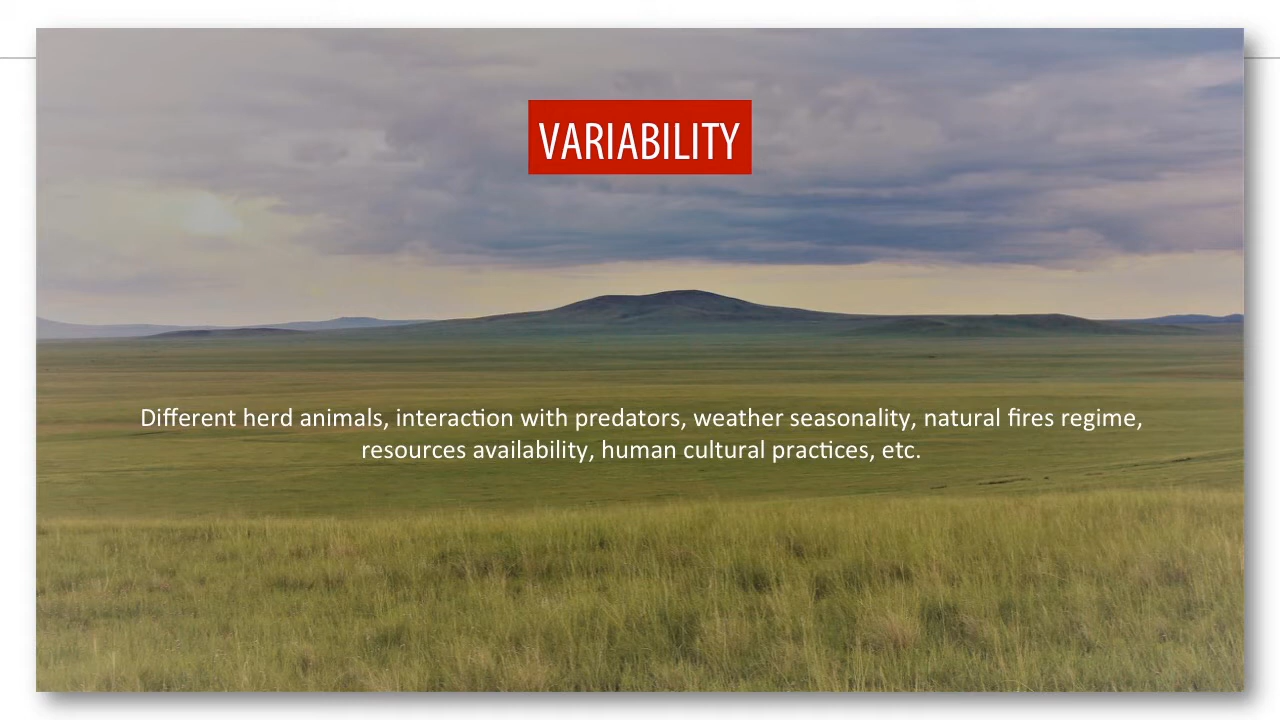 VARIABILITY
Different herd animals, interaction with predators, weather seasonality, natural fires regime,
resources availability, human cultural practices, etc.